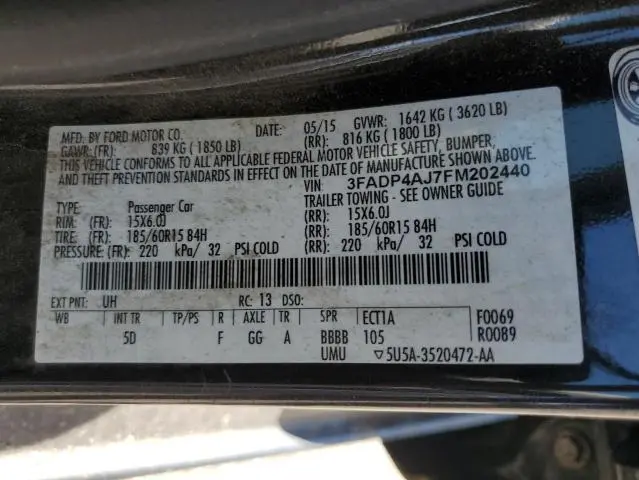 MFD. BY FORD MOTOR CO. DATE: 05/15 GVWR: 1642 KG ( 3620 LB)
GAWR: (FR): 839 KG ( 1850 LB) (RR): 816 KG ( 1800 LB)
THIS VEHICLE CONFORMS TO ALL APPLICABLE FEDERAL MOTOR VEHICLE SAFETY, BUMPER,
AND THEFT PREVENTION STANDARDS IN EFFECT ON THE DATE OF MANUFACTURE SHOWN ABOVE.
VIN: 3FADP4AJ7FM202440
TYPE: Passenger Car TRAILER TOWING - SEE OWNER GUIDE
RIM: (FR): 15X6.0J (RR): 15X6.0J
TIRE: (FR): 185/60R15 84H (RR): 185/60R15 84H
PRESSURE: (FR): 220 kPa/ 32 PSI COLD (RR): 220 kPa/ 32 PSI COLD
EXT PNT: UH RC: 13 DSO:
WB INT TR TP/PS R AXLE TR SPR ECT1A F0069
5D F GG A BBBB 105 R0089
UMU ▽5U5A-3520472-AA